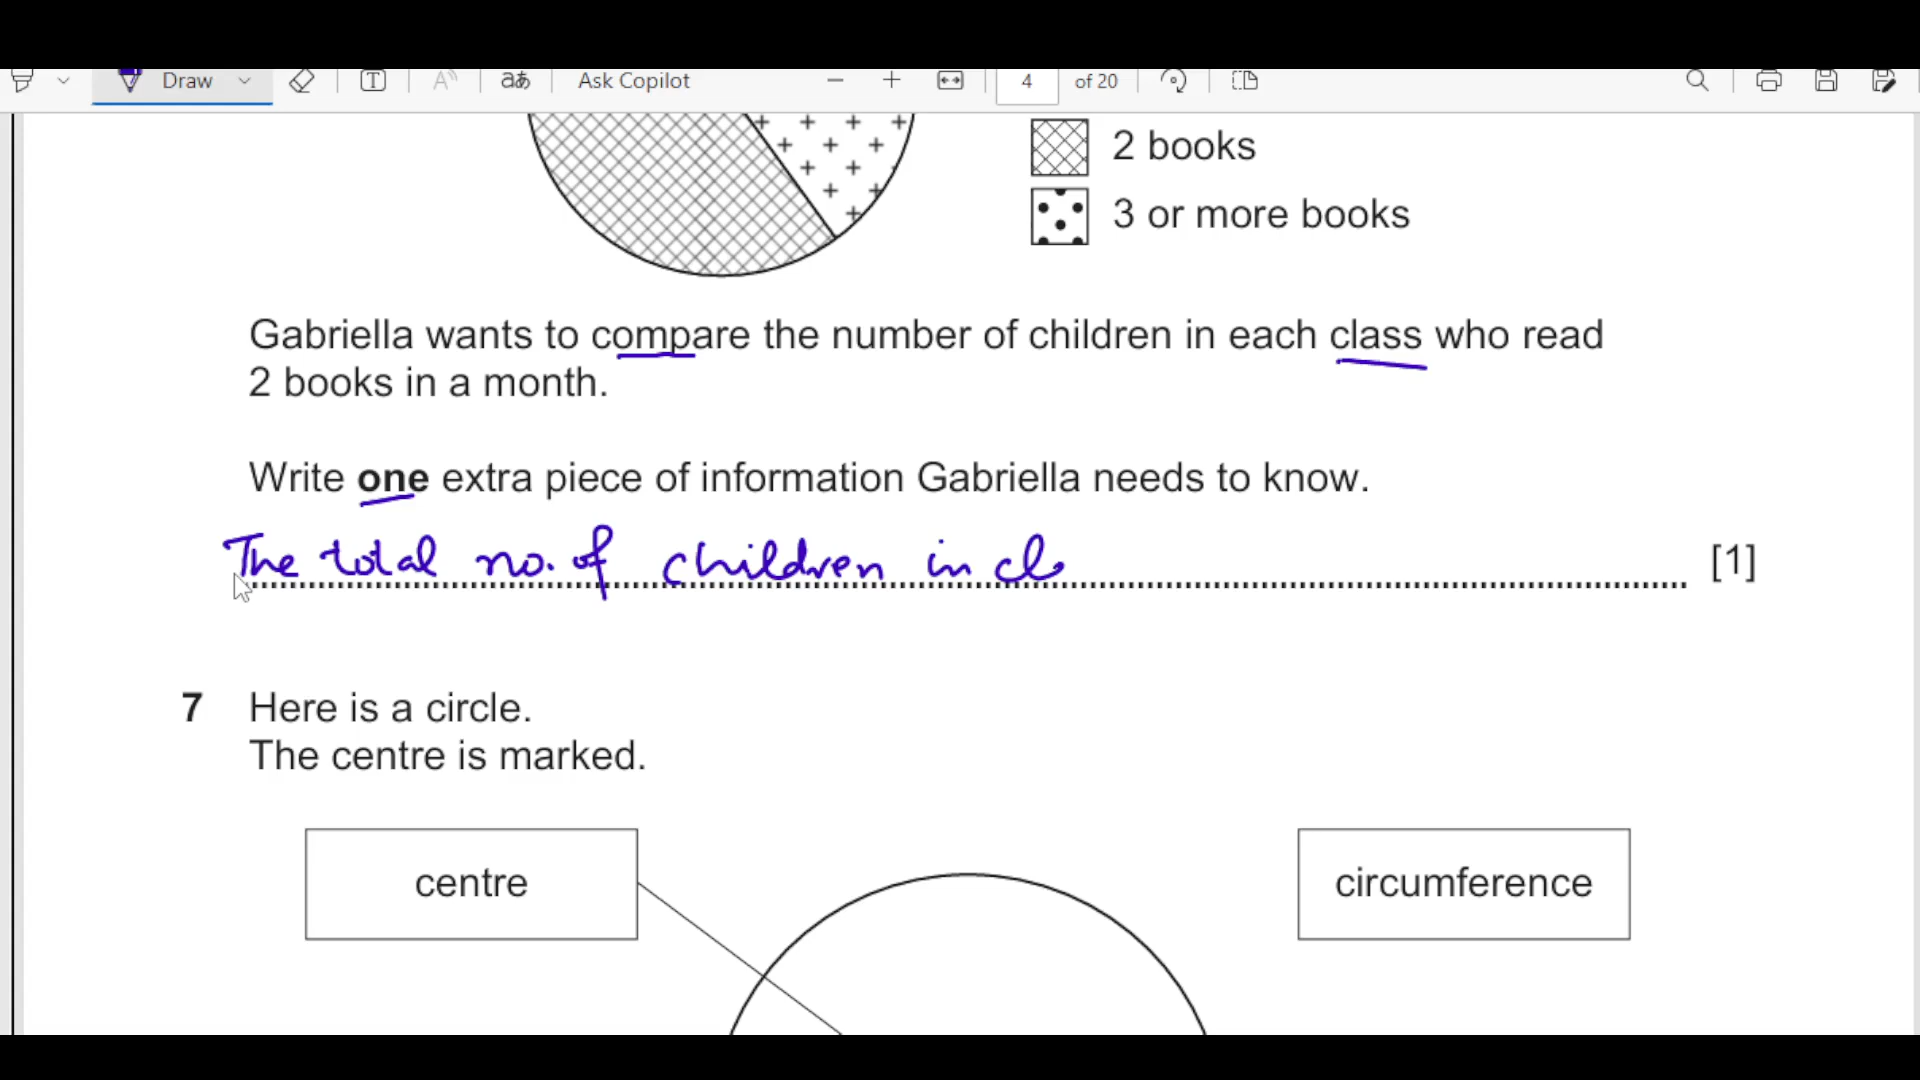 Draw
A
aあ
Ask Copilot
4
of 20
2 books
3 or more books
Gabriella wants to compare the number of children in each class who read
2 books in a month.
Write one extra piece of information Gabriella needs to know.
The total no. of children in cl
[1]
7 Here is a circle.
The centre is marked.
centre
circumference